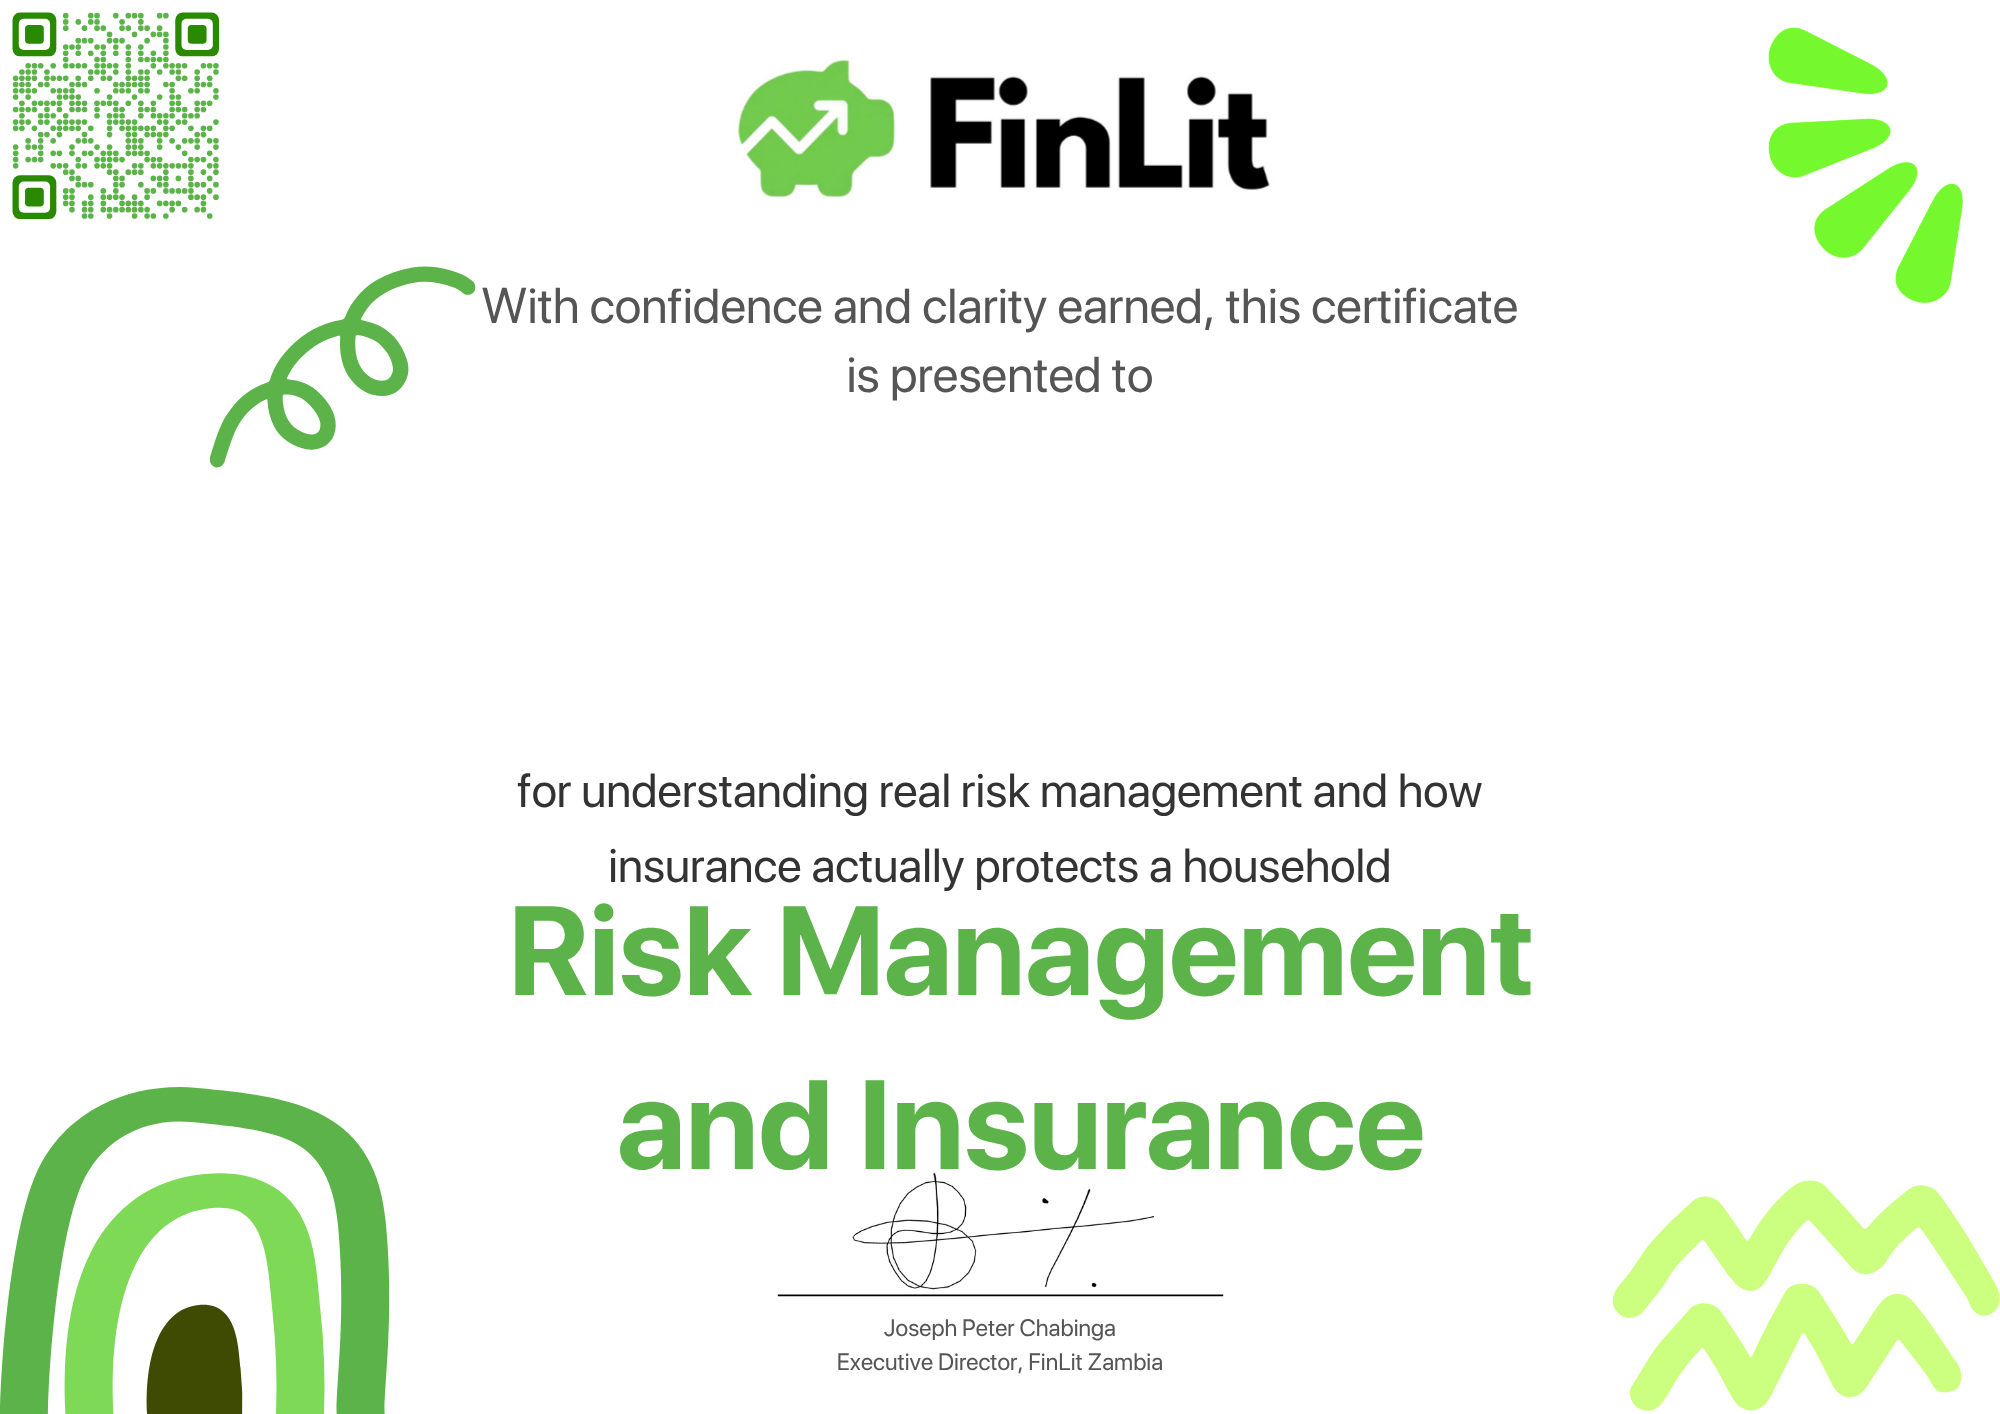 FinLit
With confidence and clarity earned, this certificate
is presented to
for understanding real risk management and how
insurance actually protects a household
Risk Management
and Insurance
Joseph Peter Chabinga
Executive Director, FinLit Zambia